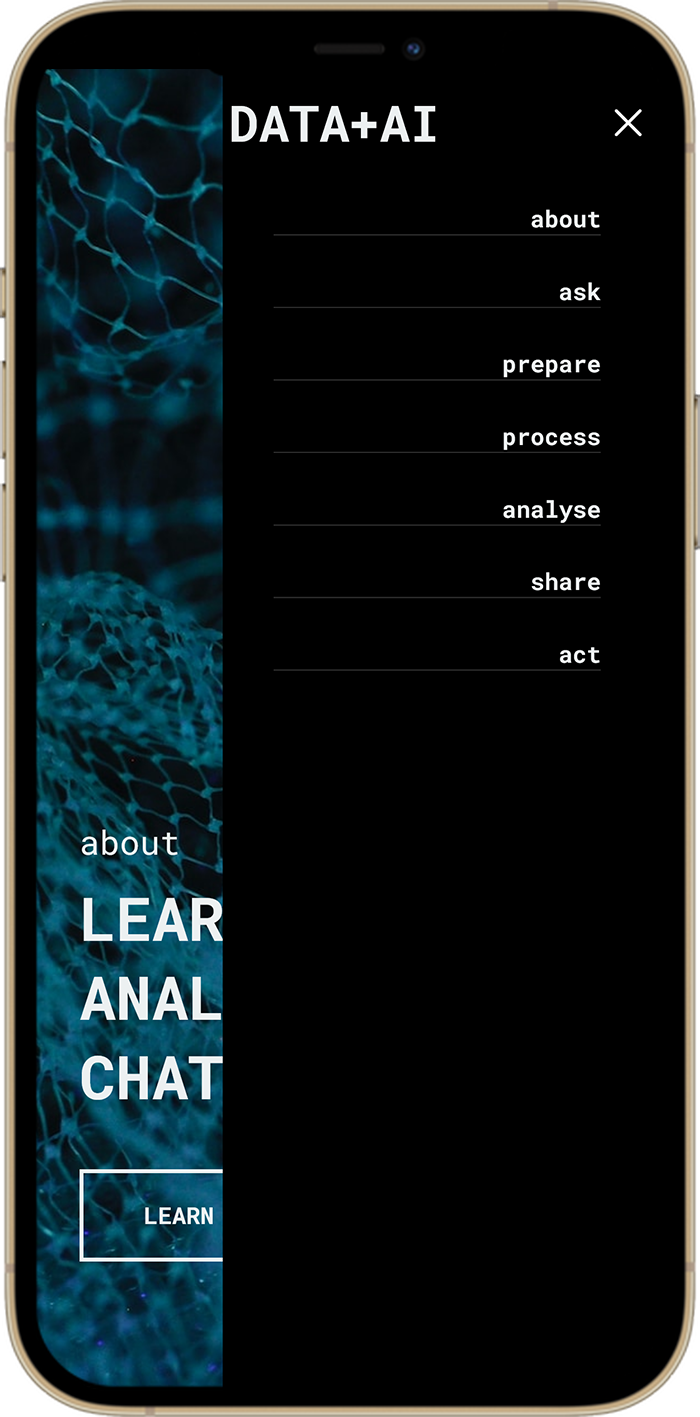 DATA+AI
about
ask
prepare
process
analyse
share
act
about
LEAR
ANAL
CHAT
LEARN